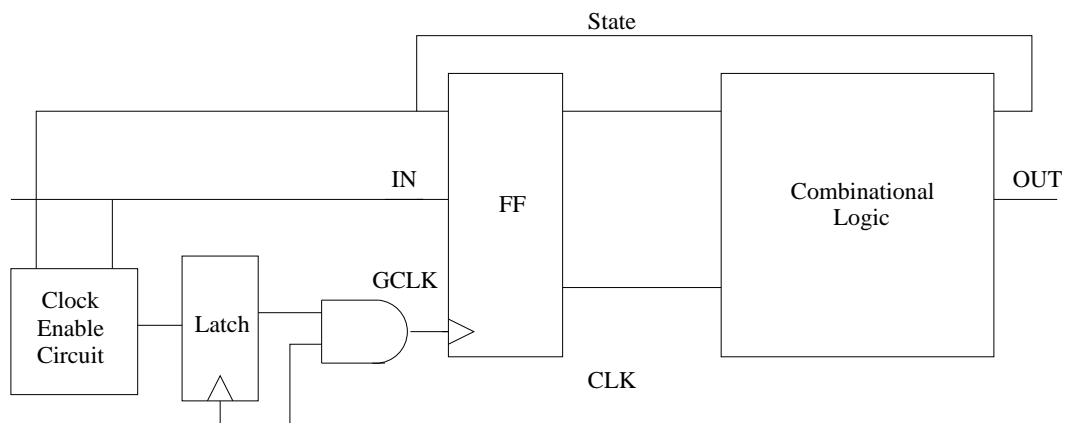 State
IN
FF
Combinational
Logic
OUT
GCLK
Clock
Enable
Circuit
Latch
CLK